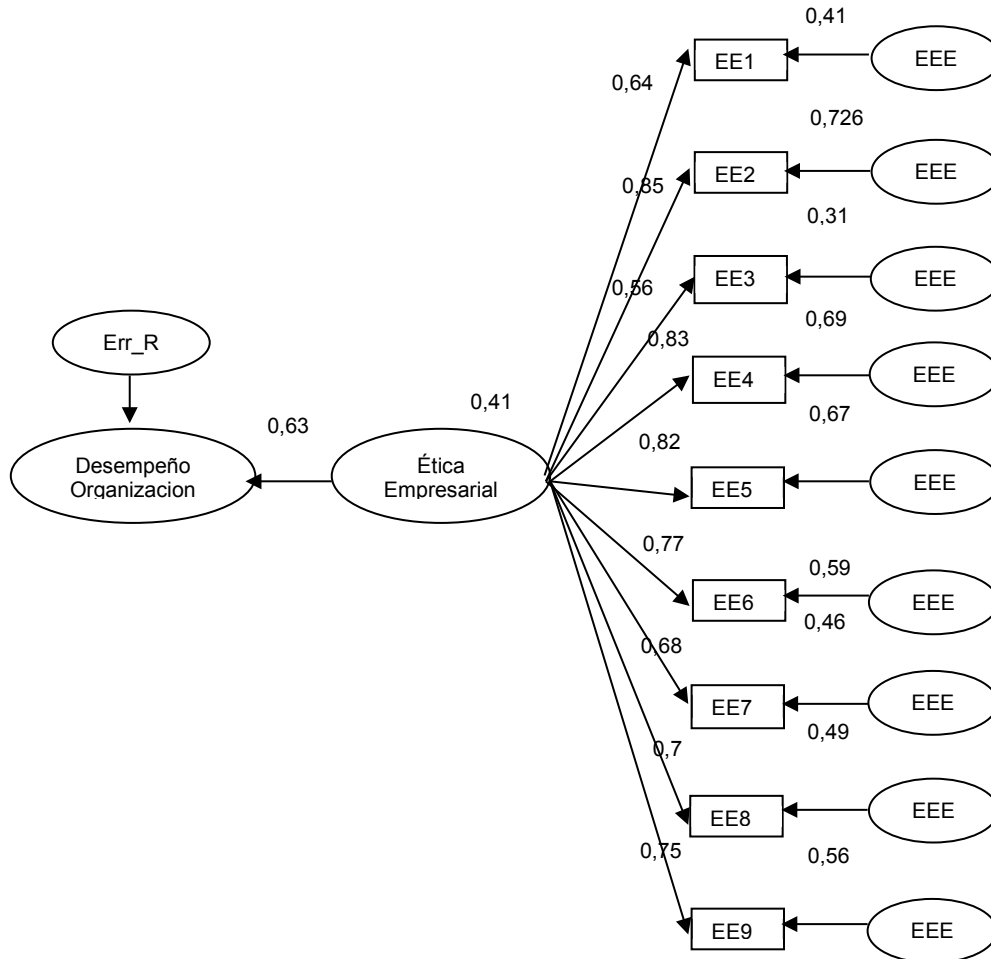 0,41
EE1
EEE
0,64
0,726
EE2
EEE
0,85
0,31
EE3
EEE
0,56
0,69
Err_R
0,83
EE4
EEE
0,41
0,67
0,63
0,82
Desempeño
Organizacion
Ética
Empresarial
EE5
EEE
0,77
0,59
EE6
EEE
0,46
0,68
EE7
EEE
0,49
0,7
EE8
EEE
0,75
0,56
EE9
EEE